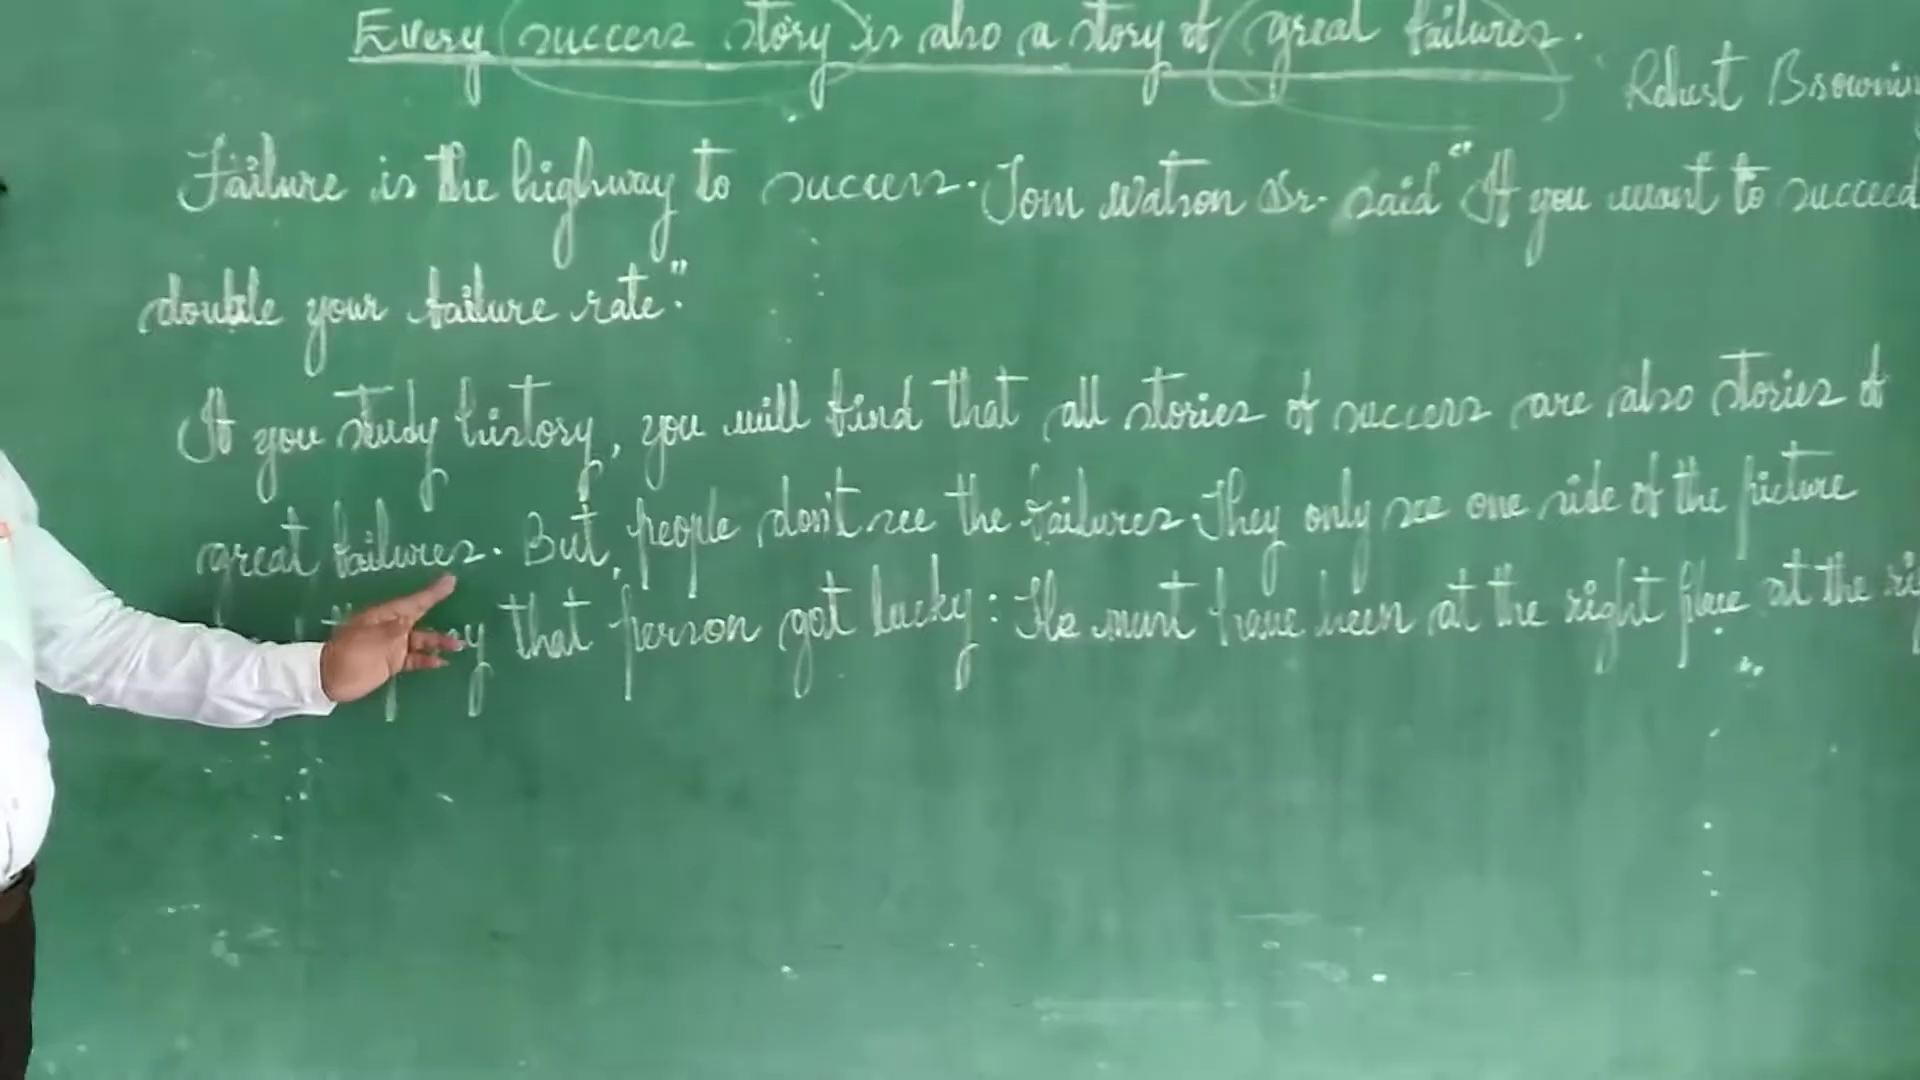 Every success story is also a story of great failures.
Robust Browning
Failure is the highway to success. Tom Watson Sr. said "If you want to succeed
double your failure rate."
If you study history, you will find that all stories of success are also stories of
great failures. But, people don't see the failures. They only see one side of the picture
that person got lucky: He must have been at the right place at the